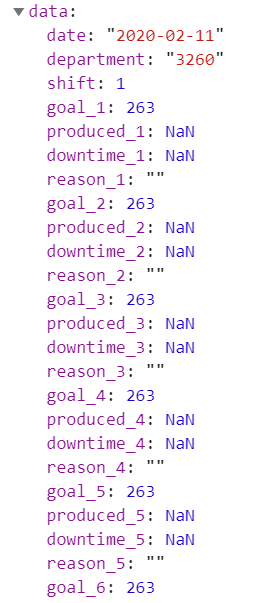 ▼ data:
date: "2020-02-11"
department: "3260"
shift: 1
goal_1: 263
produced_1: NaN
downtime_1: NaN
reason_1: ""
goal_2: 263
produced_2: NaN
downtime_2: NaN
reason_2: ""
goal_3: 263
produced_3: NaN
downtime_3: NaN
reason_3: ""
goal_4: 263
produced_4: NaN
downtime_4: NaN
reason_4: ""
goal_5: 263
produced_5: NaN
downtime_5: NaN
reason_5: ""
goal_6: 263